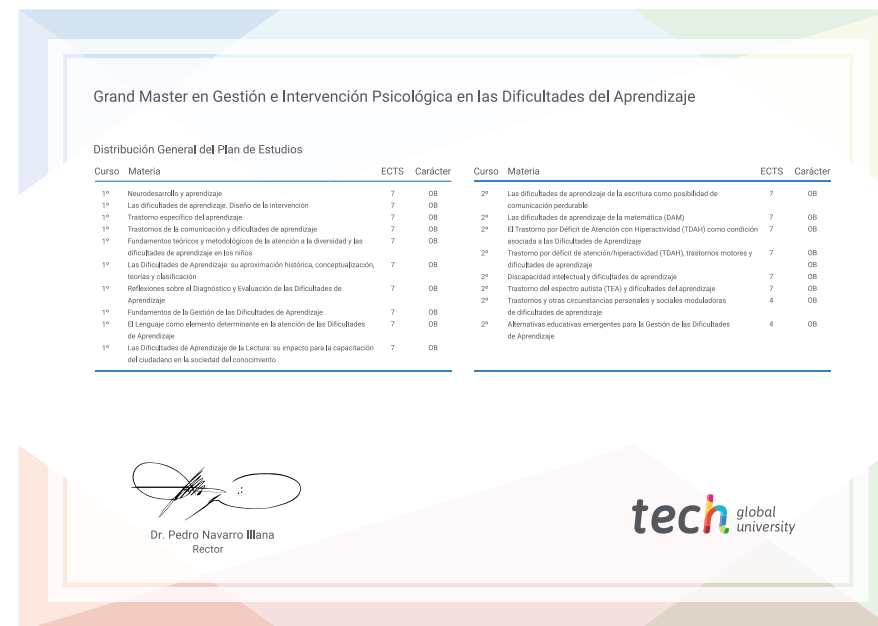 Grand Master en Gestión e Intervención Psicológica en las Dificultades del Aprendizaje
Distribución General del Plan de Estudios
Curso Materia ECTS Carácter
1º Neurodesarrollo y aprendizaje 7 OB
1º Las dificultades de aprendizaje. Diseño de la intervención 7 OB
1º Trastorno específico del aprendizaje 7 OB
1º Trastornos de la comunicación y dificultades de aprendizaje 7 OB
1º Fundamentos teóricos y metodológicos de la atención a la diversidad y las 7 OB
dificultades de aprendizaje en los niños
1º Las Dificultades de Aprendizaje: su aproximación histórica, conceptualización, 7 OB
teorías y clasificación
1º Reflexiones sobre el Diagnóstico y Evaluación de las Dificultades de 7 OB
Aprendizaje
1º Fundamentos de la Gestión de las Dificultades de Aprendizaje 7 OB
1º El Lenguaje como elemento determinante en la atención de las Dificultades 7 OB
de Aprendizaje
1º Las Dificultades de Aprendizaje de la Lectura: su impacto para la capacitación 7 OB
del ciudadano en la sociedad del conocimiento
Curso Materia ECTS Carácter
2º Las dificultades de aprendizaje de la escritura como posibilidad de 7 OB
comunicación perdurable
2º Las dificultades de aprendizaje de la matemática (DAM) 7 OB
2º El Trastorno por Déficit de Atención con Hiperactividad (TDAH) como condición 7 OB
asociada a las Dificultades de Aprendizaje
2º Trastorno por déficit de atención/hiperactividad (TDAH), trastornos motores y 7 OB
dificultades de aprendizaje OB
2º Discapacidad intelectual y dificultades de aprendizaje 7 OB
2º Trastorno del espectro autista (TEA) y dificultades del aprendizaje 7 OB
2º Trastornos y otras circunstancias personales y sociales moduladoras 4 OB
de dificultades de aprendizaje
2º Alternativas educativas emergentes para la Gestión de las Dificultades 4 OB
de Aprendizaje
Dr. Pedro Navarro Illana
Rector
tech global
university